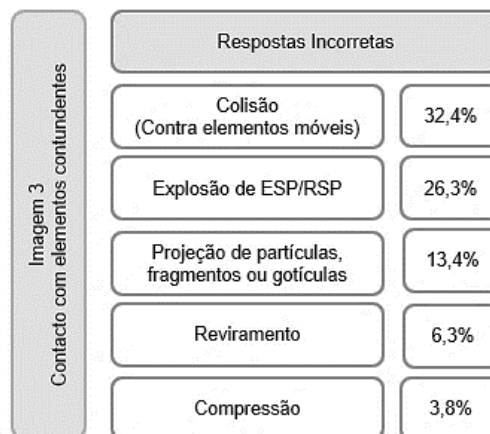 Imagem 3
Contacto com elementos contundentes
Respostas Incorretas
Colisão
(Contra elementos móveis)
32,4%
Explosão de ESP/RSP
26,3%
Projeção de partículas,
fragmentos ou gotículas
13,4%
Reviramento
6,3%
Compressão
3,8%